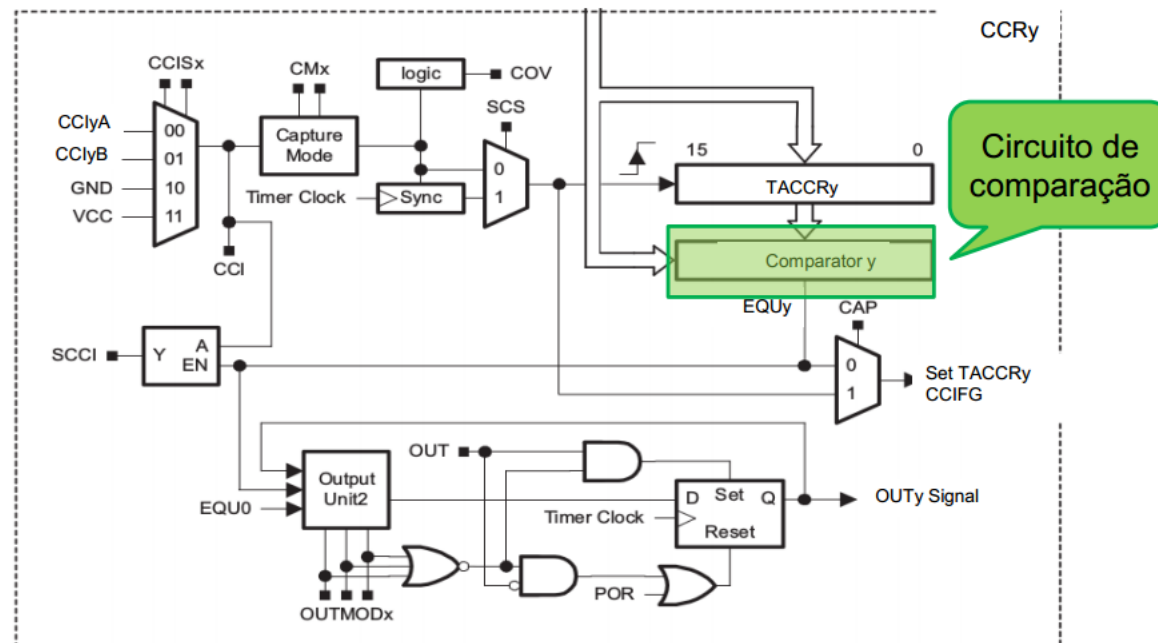 CCRy
CCISx
CMx
logic
COV
SCS
CCIyA
CCIyB
GND
VCC
00
01
10
11
Capture
Mode
Timer Clock
Sync
0
1
15
0
TACCRy
Circuito de
comparação
Comparator y
CCI
EQUy
CAP
SCCI
Y
A
EN
0
1
Set TACCRy
CCIFG
OUT
Output
Unit2
EQU0
D
Set
Q
Timer Clock
Reset
OUTy Signal
POR
OUTMODx